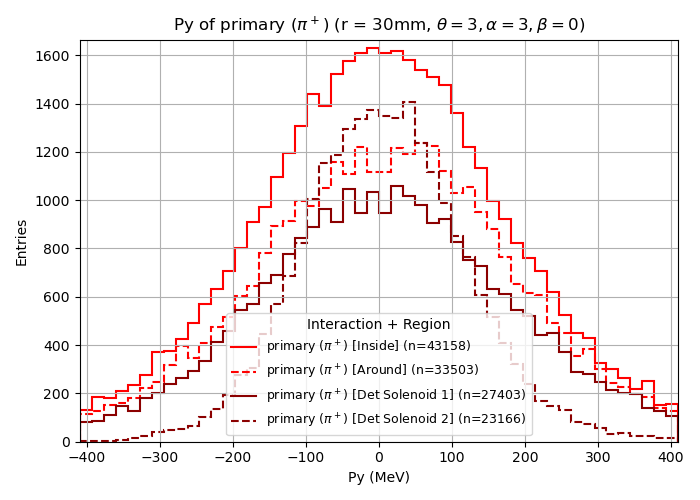 Py of primary (π⁺) (r = 30mm, θ = 3, α = 3, β = 0)
1600
1400
1200
1000
800
600
400
200
0
Entries
Interaction + Region
primary (π⁺) [Inside] (n=43158)
primary (π⁺) [Around] (n=33503)
primary (π⁺) [Det Solenoid 1] (n=27403)
primary (π⁺) [Det Solenoid 2] (n=23166)
−400 −300 −200 −100 0 100 200 300 400
Py (MeV)